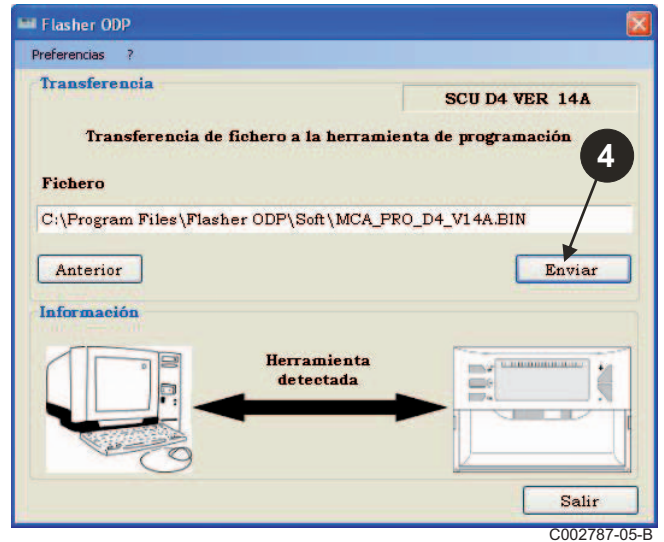 Flasher ODP
Preferencias ?
Transferencia
SCU D4 VER 14A
Transferencia de fichero a la herramienta de programación
4
Fichero
C:\Program Files\Flasher ODP\Soft\MCA_PRO_D4_V14A.BIN
Anterior
Enviar
Información
Herramienta
detectada
Salir
C002787-05-B